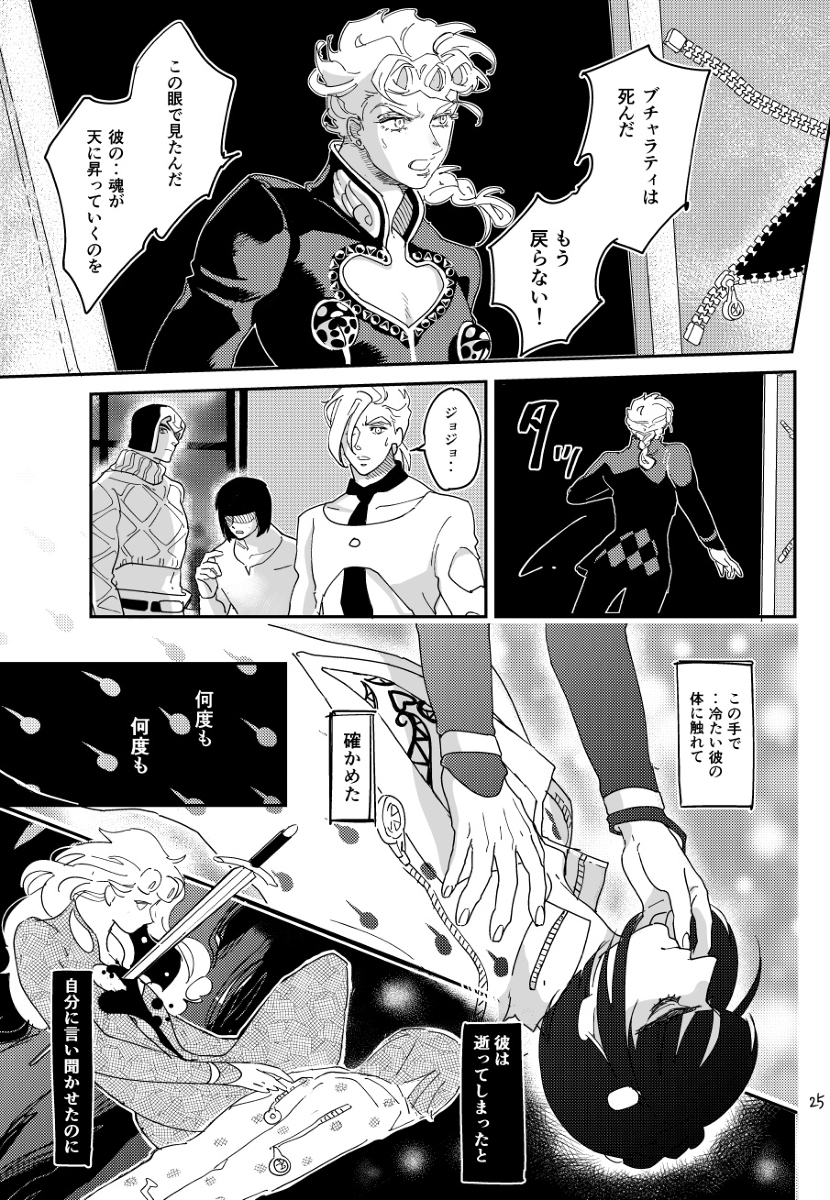 ブチャラティは
死んだ
もう
戻らない!
この眼で見たんだ
彼の‥魂が
天に昇っていくのを
ダッ
ジョジョ‥
この手で
‥冷たい彼の
体に触れて
確かめた
何度も
何度も
彼は
逝ってしまったと
自分に言い聞かせたのに
25